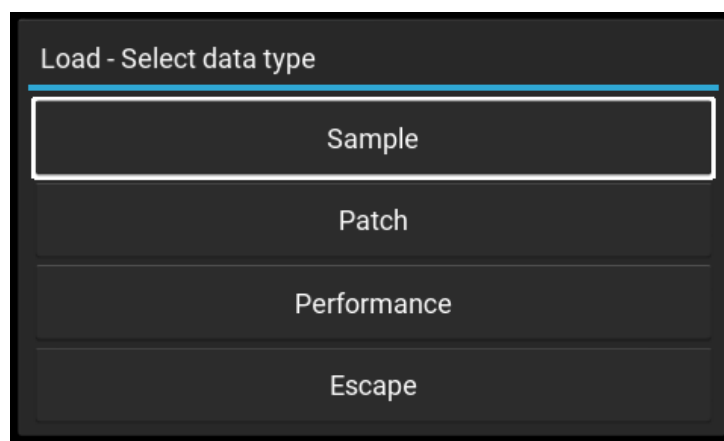 Load - Select data type
Sample
Patch
Performance
Escape